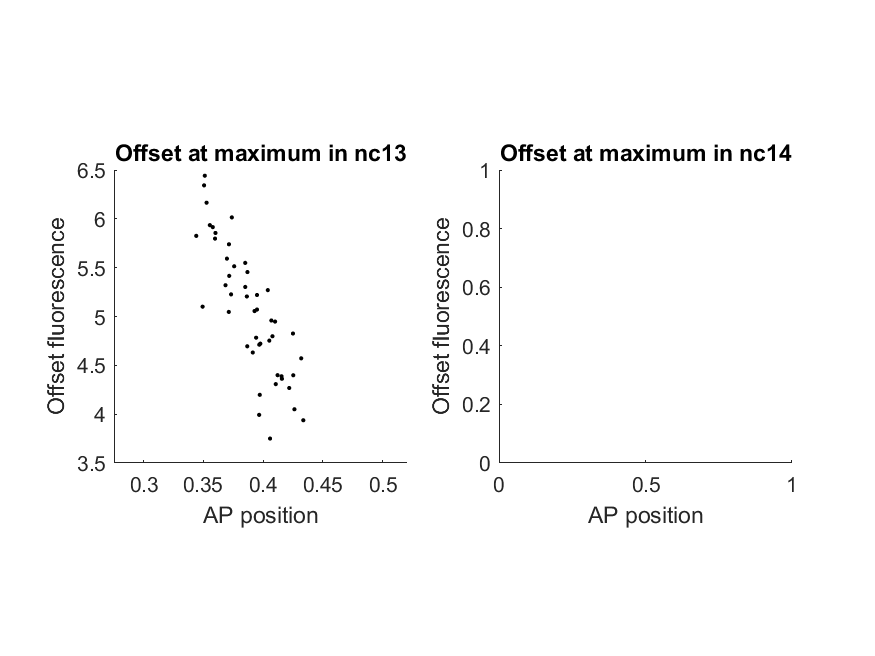 Offset at maximum in nc13
6.5
6
5.5
5
4.5
4
3.5
Offset fluorescence
0.3 0.35 0.4 0.45 0.5
AP position
Offset at maximum in nc14
1
0.8
0.6
0.4
0.2
0
Offset fluorescence
0 0.5 1
AP position